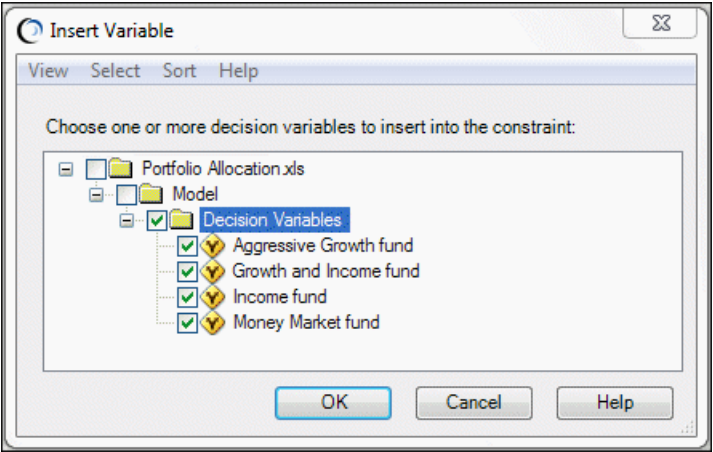 Insert Variable
View Select Sort Help
Choose one or more decision variables to insert into the constraint:
Portfolio Allocation.xls
Model
Decision Variables
Aggressive Growth fund
Growth and Income fund
Income fund
Money Market fund
OK Cancel Help